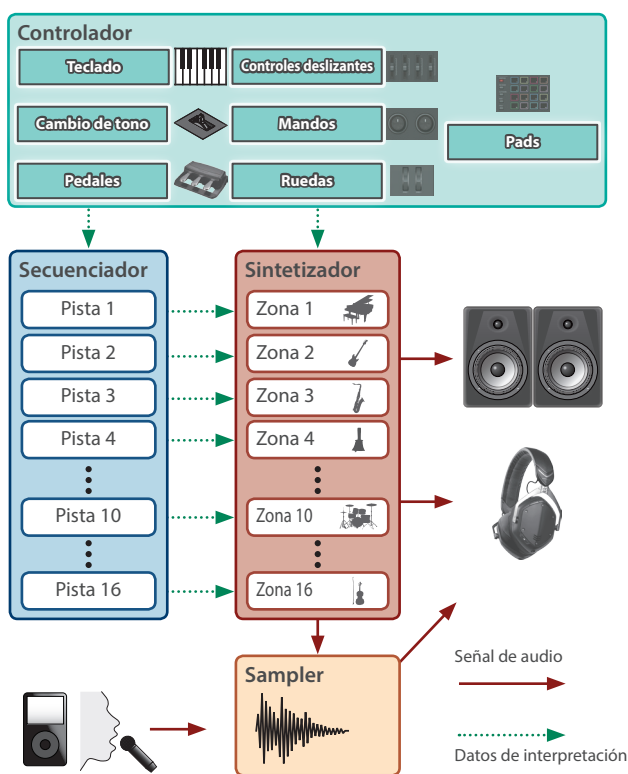 Controlador
Teclado
Controles deslizantes
Cambio de tono
Mandos
Pads
Pedales
Ruedas
Secuenciador
Sintetizador
Pista 1
Zona 1
Pista 2
Zona 2
Pista 3
Zona 3
Pista 4
Zona 4
Pista 10
Zona 10
Pista 16
Zona 16
Sampler
Señal de audio
Datos de interpretación